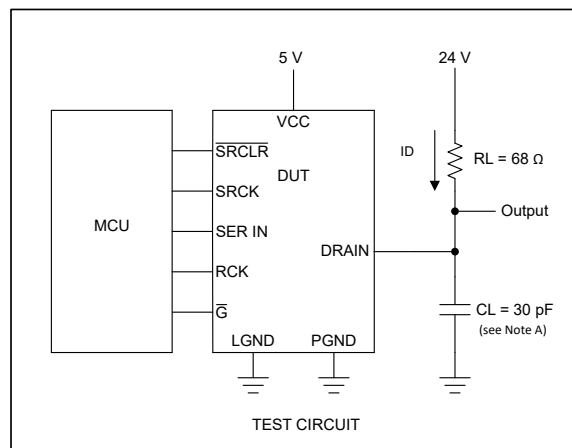 5 V
24 V
VCC
SRCLR
DUT
ID
RL = 68 Ω
SRCK
MCU
SER IN
Output
DRAIN
RCK
CL = 30 pF
(see Note A)
G
LGND
PGND
TEST CIRCUIT